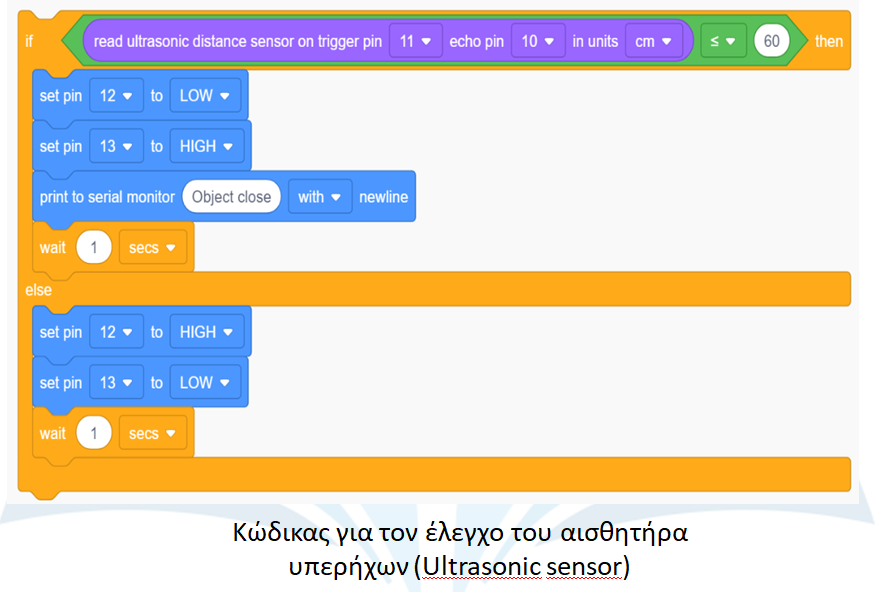 if read ultrasonic distance sensor on trigger pin 11 echo pin 10 in units cm ≤ 60 then
set pin 12 to LOW
set pin 13 to HIGH
print to serial monitor Object close with newline
wait 1 secs
else
set pin 12 to HIGH
set pin 13 to LOW
wait 1 secs
Κώδικας για τον έλεγχο του αισθητήρα
υπερήχων (Ultrasonic sensor)